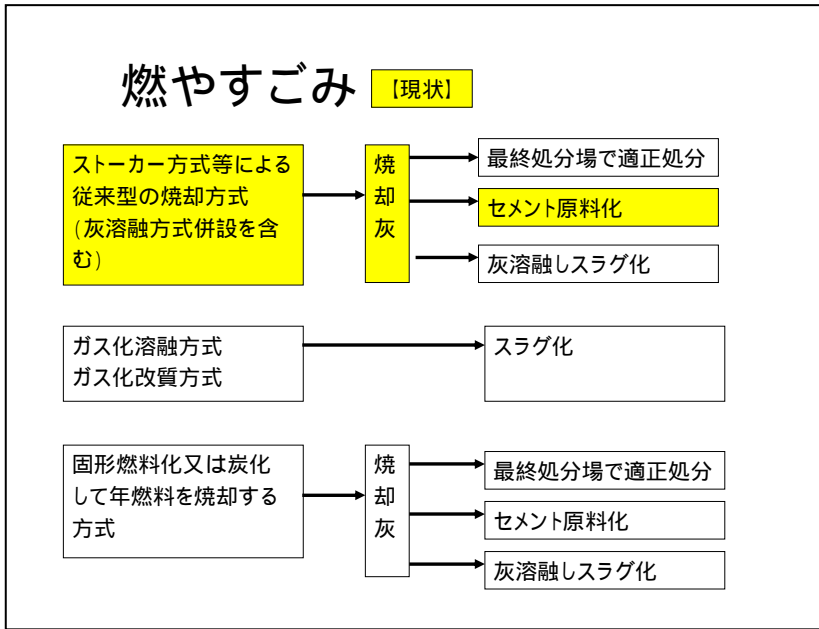 燃やすごみ 【現状】
ストーカー方式等による
従来型の焼却方式
(灰溶融方式併設を含
む)
焼
却
灰
最終処分場で適正処分
セメント原料化
灰溶融しスラグ化
ガス化溶融方式
ガス化改質方式
スラグ化
固形燃料化又は炭化
して年燃料を焼却する
方式
焼
却
灰
最終処分場で適正処分
セメント原料化
灰溶融しスラグ化